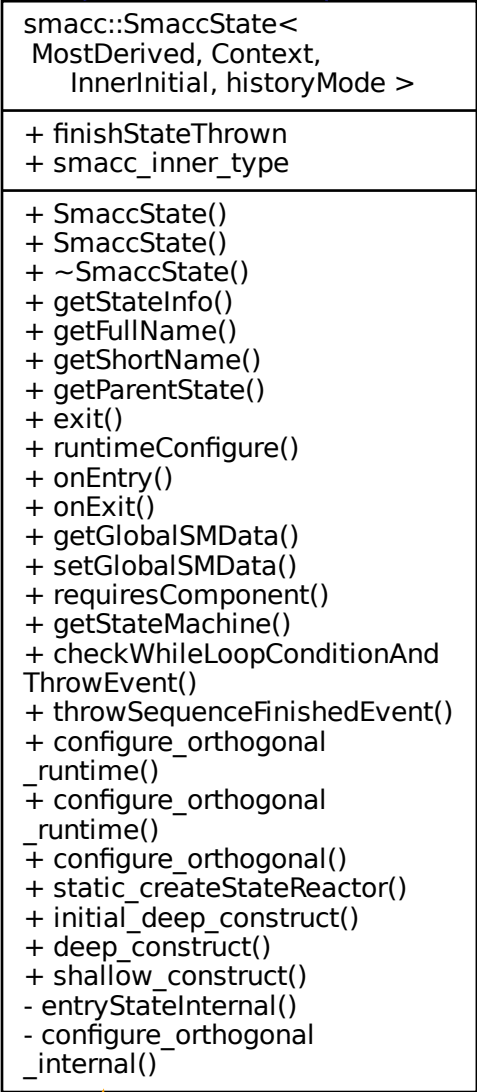 smacc::SmaccState<
MostDerived, Context,
InnerInitial, historyMode >
+ finishStateThrown
+ smacc_inner_type
+ SmaccState()
+ SmaccState()
+ ~SmaccState()
+ getStateInfo()
+ getFullName()
+ getShortName()
+ getParentState()
+ exit()
+ runtimeConfigure()
+ onEntry()
+ onExit()
+ getGlobalSMData()
+ setGlobalSMData()
+ requiresComponent()
+ getStateMachine()
+ checkWhileLoopConditionAnd
ThrowEvent()
+ throwSequenceFinishedEvent()
+ configure_orthogonal
_runtime()
+ configure_orthogonal
_runtime()
+ configure_orthogonal()
+ static_createStateReactor()
+ initial_deep_construct()
+ deep_construct()
+ shallow_construct()
- entryStateInternal()
- configure_orthogonal
_internal()